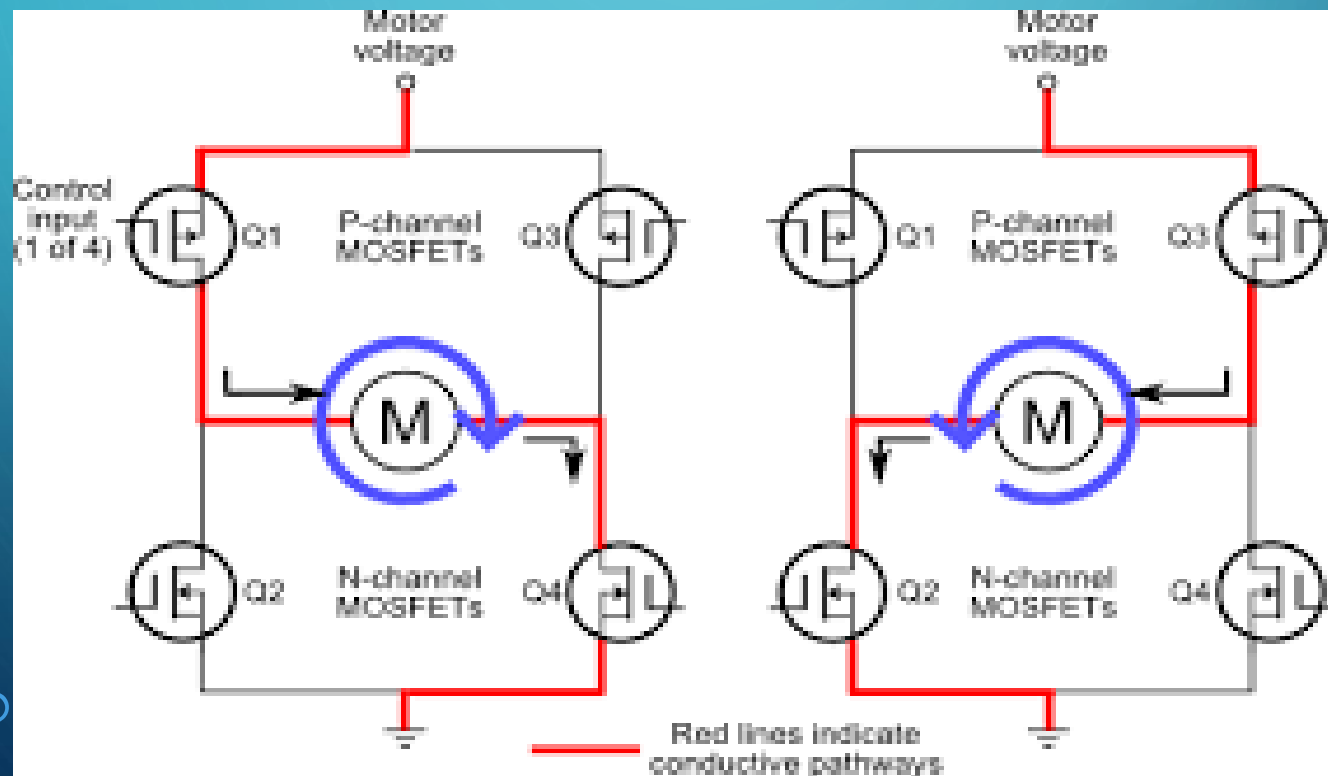 Motor
voltage
Motor
voltage
Control
input
(1 of 4)
Q1
P-channel
MOSFETs
Q3
Q1
P-channel
MOSFETs
Q3
M
M
Q2
N-channel
MOSFETs
Q4
Q2
N-channel
MOSFETs
Q4
Red lines indicate
conductive pathways